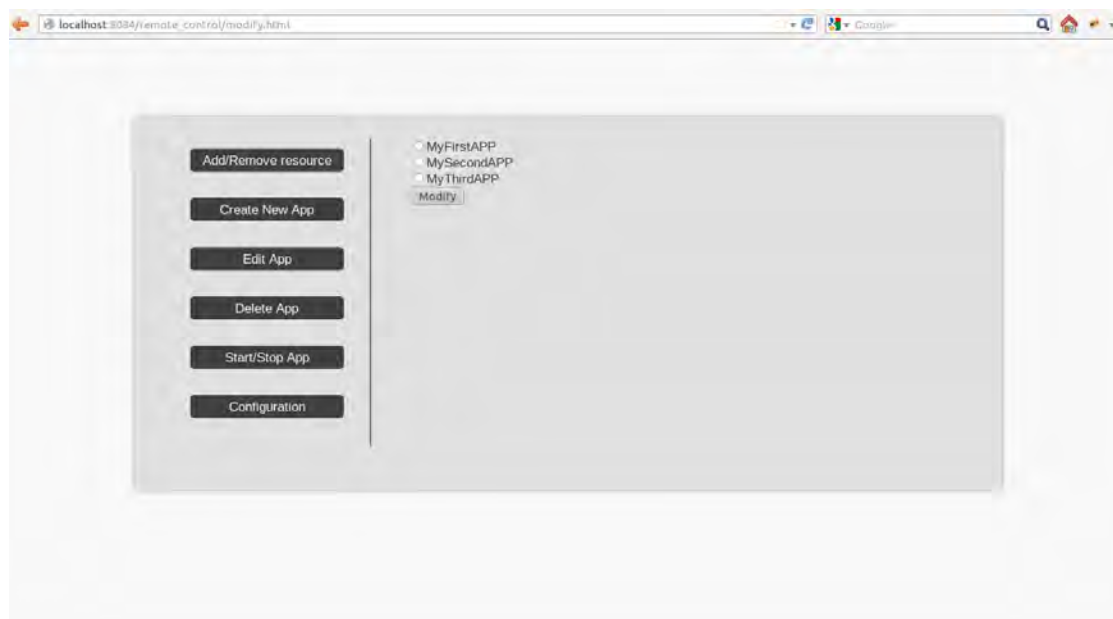 localhost:8084/remote_control/modify.html
Google
Add/Remove resource
Create New App
Edit App
Delete App
Start/Stop App
Configuration
MyFirstAPP
MySecondAPP
MyThirdAPP
Modify